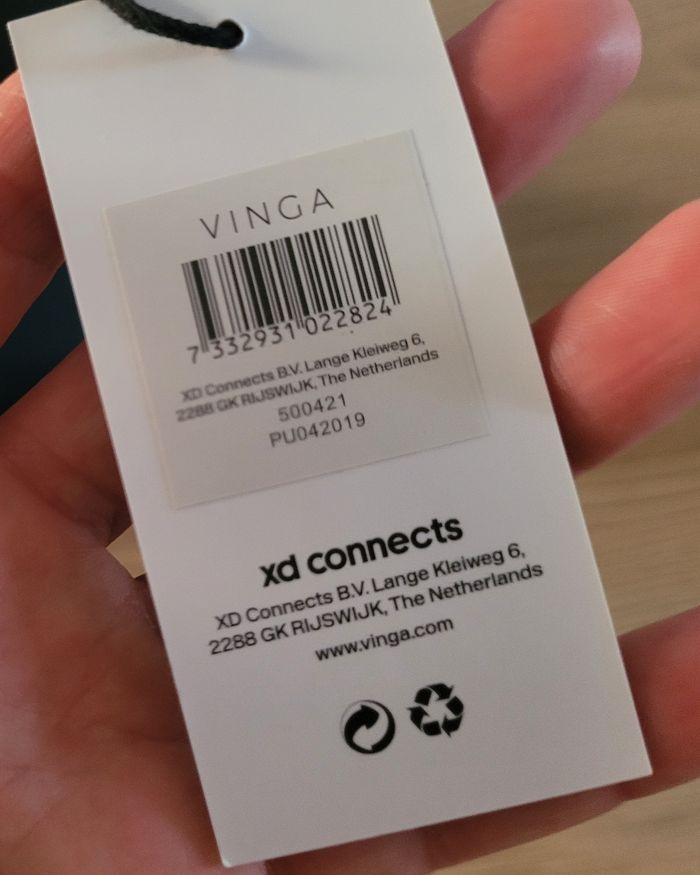 VINGA
7 332931 022824
XD Connects B.V. Lange Kleiweg 6,
2288 GK RIJSWIJK, The Netherlands
500421
PU042019
xd connects
XD Connects B.V. Lange Kleiweg 6,
2288 GK RIJSWIJK, The Netherlands
www.vinga.com